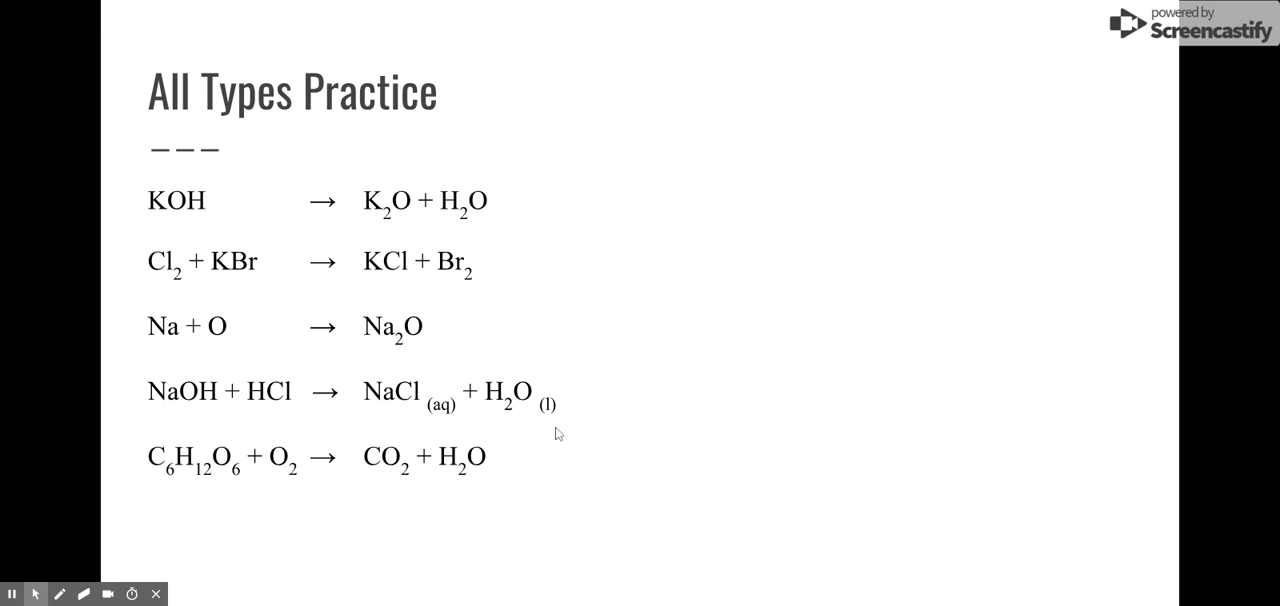 powered by
Screencastify
All Types Practice
KOH → K₂O + H₂O
Cl₂ + KBr → KCl + Br₂
Na + O → Na₂O
NaOH + HCl → NaCl (aq) + H₂O (l)
C₆H₁₂O₆ + O₂ → CO₂ + H₂O